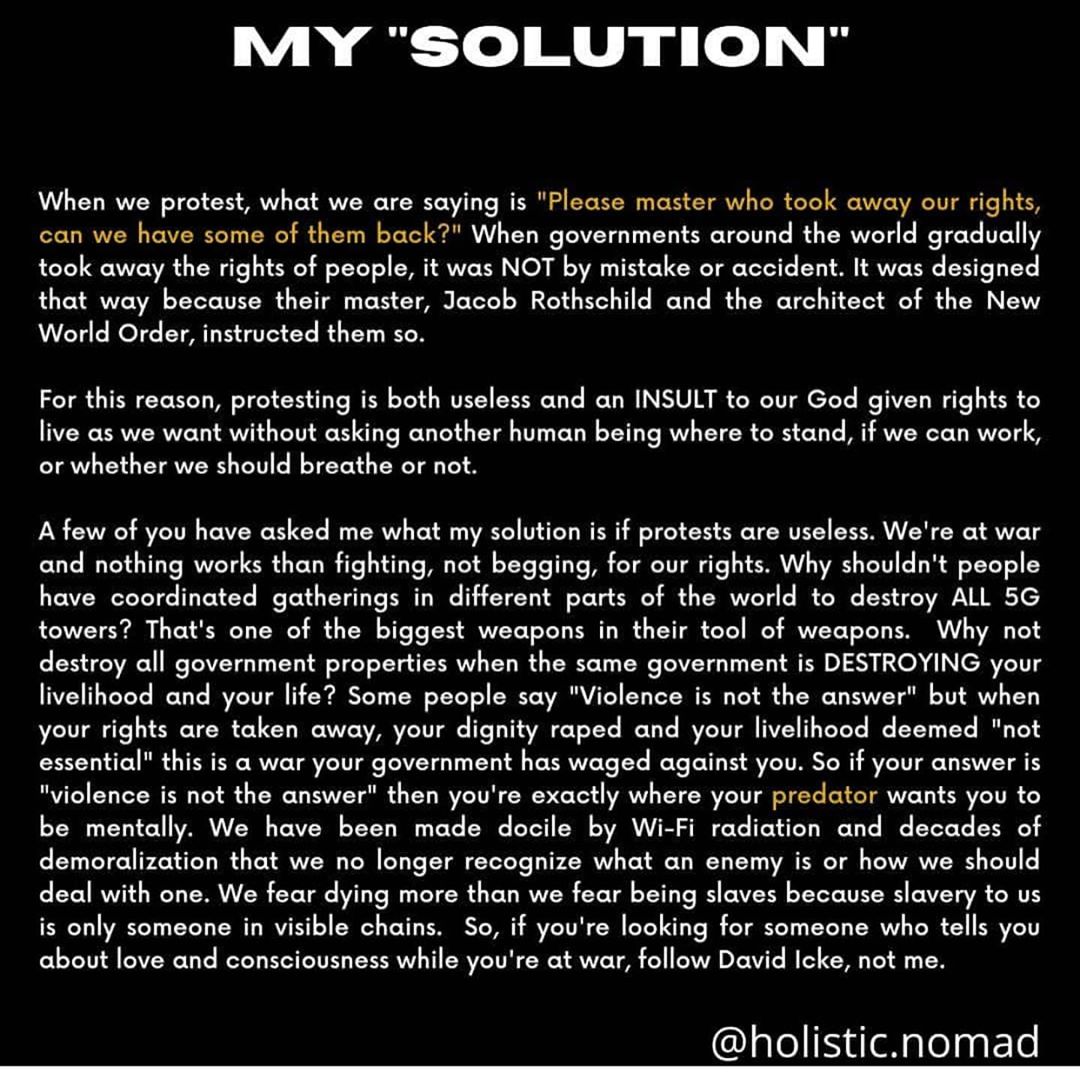 MY "SOLUTION"
When we protest, what we are saying is "Please master who took away our rights,
can we have some of them back?" When governments around the world gradually
took away the rights of people, it was NOT by mistake or accident. It was designed
that way because their master, Jacob Rothschild and the architect of the New
World Order, instructed them so.
For this reason, protesting is both useless and an INSULT to our God given rights to
live as we want without asking another human being where to stand, if we can work,
or whether we should breathe or not.
A few of you have asked me what my solution is if protests are useless. We're at war
and nothing works than fighting, not begging, for our rights. Why shouldn't people
have coordinated gatherings in different parts of the world to destroy ALL 5G
towers? That's one of the biggest weapons in their tool of weapons. Why not
destroy all government properties when the same government is DESTROYING your
livelihood and your life? Some people say "Violence is not the answer" but when
your rights are taken away, your dignity raped and your livelihood deemed "not
essential" this is a war your government has waged against you. So if your answer is
"violence is not the answer" then you're exactly where your predator wants you to
be mentally. We have been made docile by Wi-Fi radiation and decades of
demoralization that we no longer recognize what an enemy is or how we should
deal with one. We fear dying more than we fear being slaves because slavery to us
is only someone in visible chains. So, if you're looking for someone who tells you
about love and consciousness while you're at war, follow David Icke, not me.
@holistic.nomad